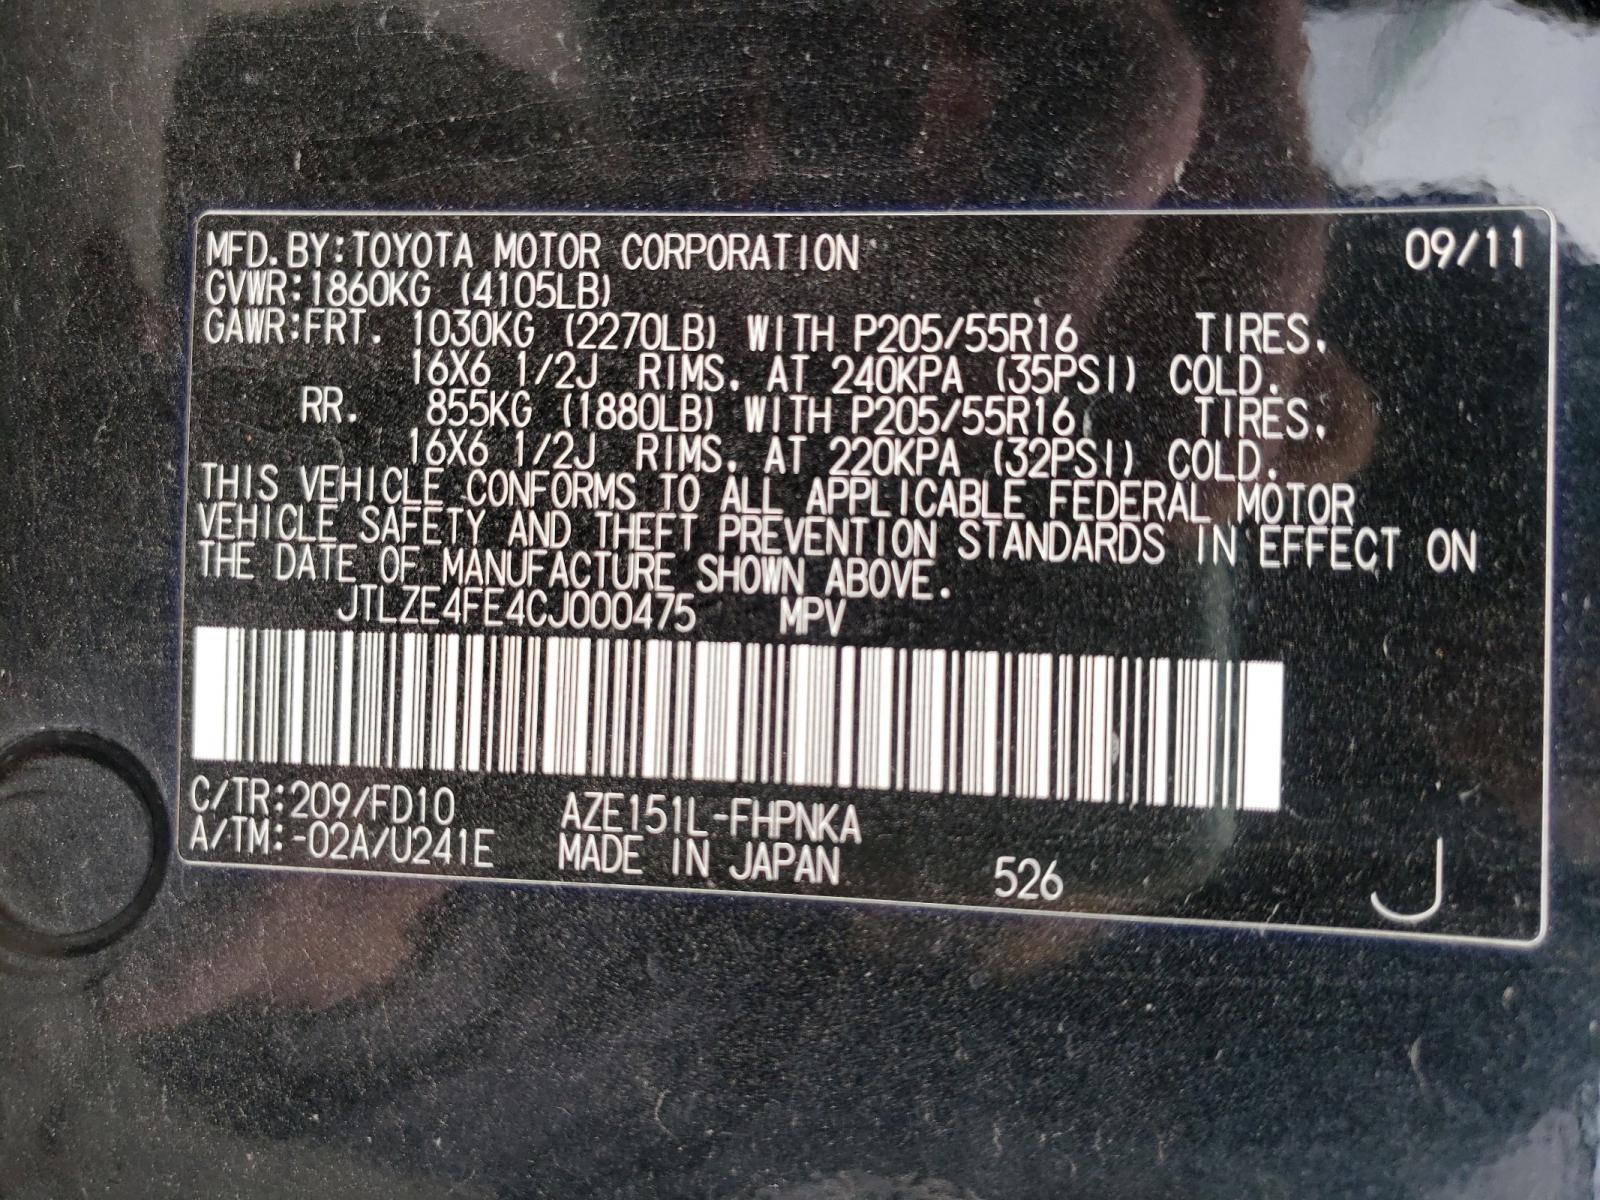 MFD.BY:TOYOTA MOTOR CORPORATION 09/11
GVWR:1860KG (4105LB)
GAWR:FRT. 1030KG (2270LB) WITH P205/55R16 TIRES,
16X6 1/2J RIMS, AT 240KPA (35PSI) COLD.
RR. 855KG (1880LB) WITH P205/55R16 TIRES,
16X6 1/2J RIMS, AT 220KPA (32PSI) COLD.
THIS VEHICLE CONFORMS TO ALL APPLICABLE FEDERAL MOTOR
VEHICLE SAFETY AND THEFT PREVENTION STANDARDS IN EFFECT ON
THE DATE OF MANUFACTURE SHOWN ABOVE.
JTLZE4FE4CJ000475 MPV
C/TR:209/FD10 AZE151L-FHPNKA
A/TM:-02A/U241E MADE IN JAPAN 526 J